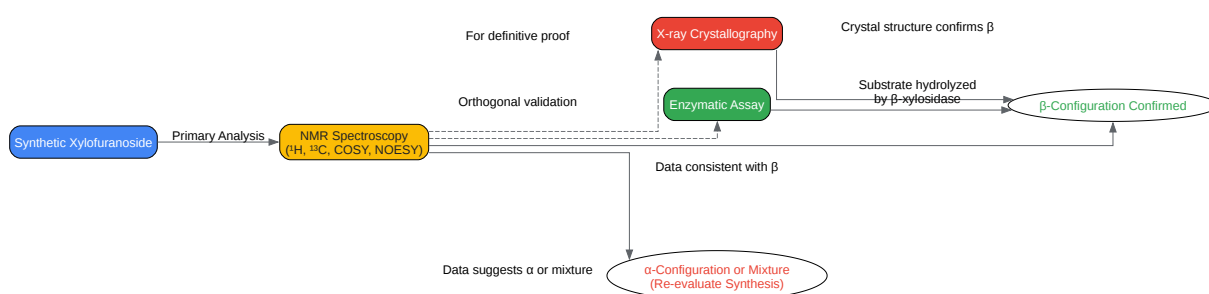 For definitive proof
X-ray Crystallography
Crystal structure confirms β
Orthogonal validation
Enzymatic Assay
Substrate hydrolyzed
by β-xylosidase
β-Configuration Confirmed
Synthetic Xylofuranoside
Primary Analysis
NMR Spectroscopy
(¹H, ¹³C, COSY, NOESY)
Data consistent with β
Data suggests α or mixture
α-Configuration or Mixture
(Re-evaluate Synthesis)